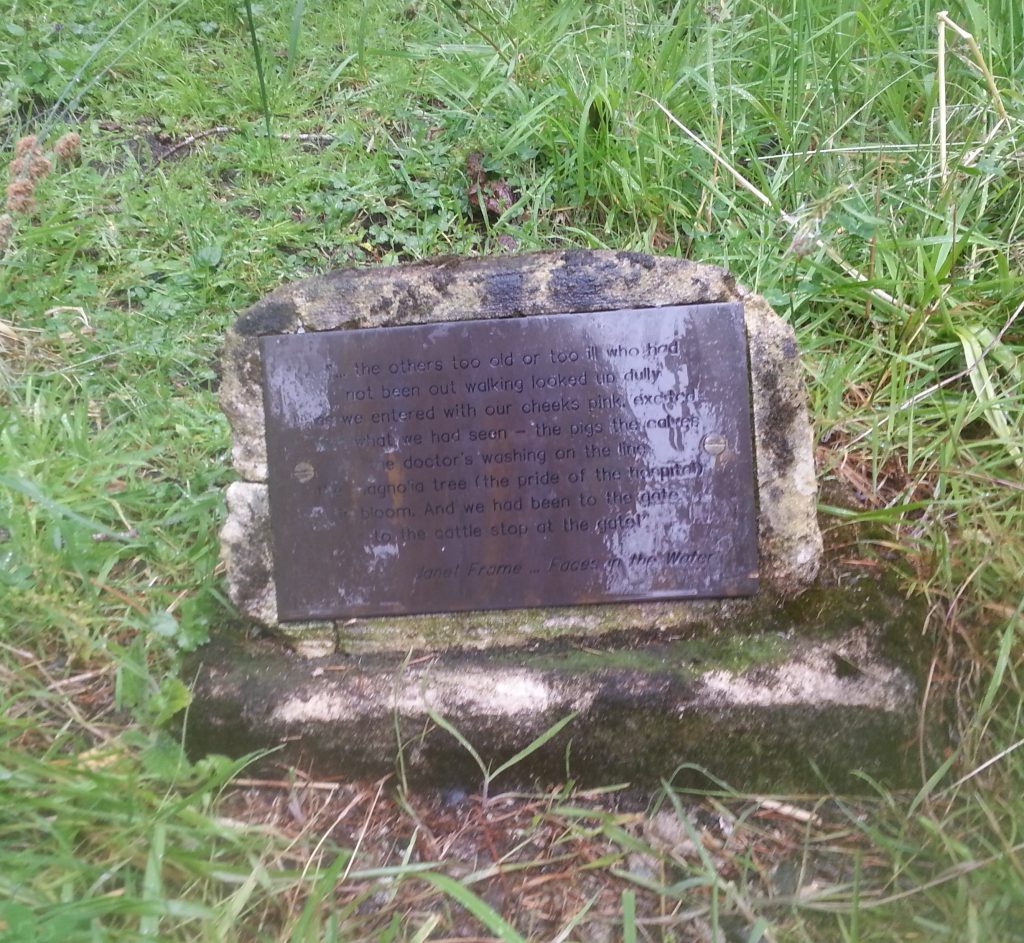 "... the others too old or too ill who had
not been out walking looked up dully
as we entered with our cheeks pink, excited
what we had seen – the pigs the calves
the doctor's washing on the line
magnolia tree (the pride of the hospital)
bloom. And we had been to the gate
to the cattle stop at the gate!"
Janet Frame ... Faces in the Water